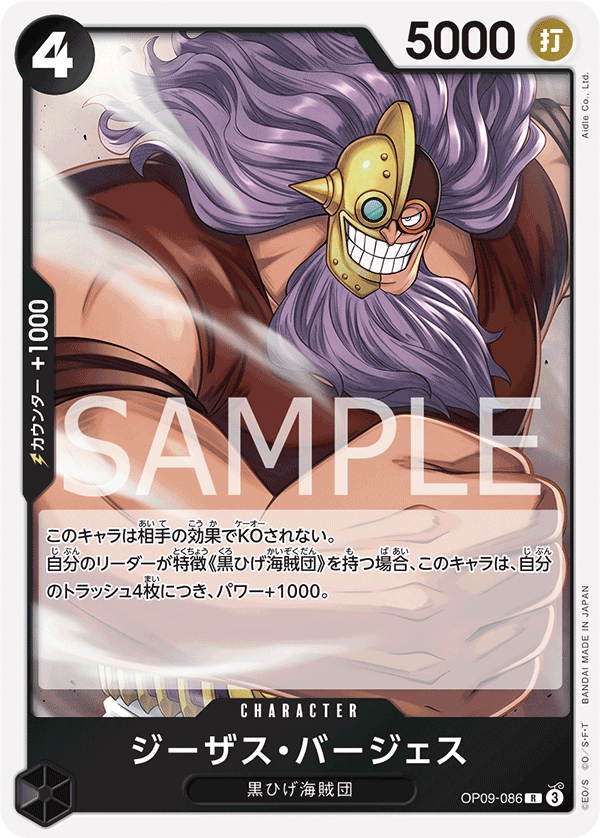 4
5000
打
Aidle Co., Ltd.
カウンター +1000
SAMPLE
このキャラは相手の効果でKOされない。
自分のリーダーが特徴《黒ひげ海賊団》を持つ場合、このキャラは、自分
のトラッシュ4枚につき、パワー+1000。
CHARACTER
ジーザス・バージェス
黒ひげ海賊団
OP09-086 R 3
©E.O/S ©O/S・F・T BANDAI MADE IN JAPAN